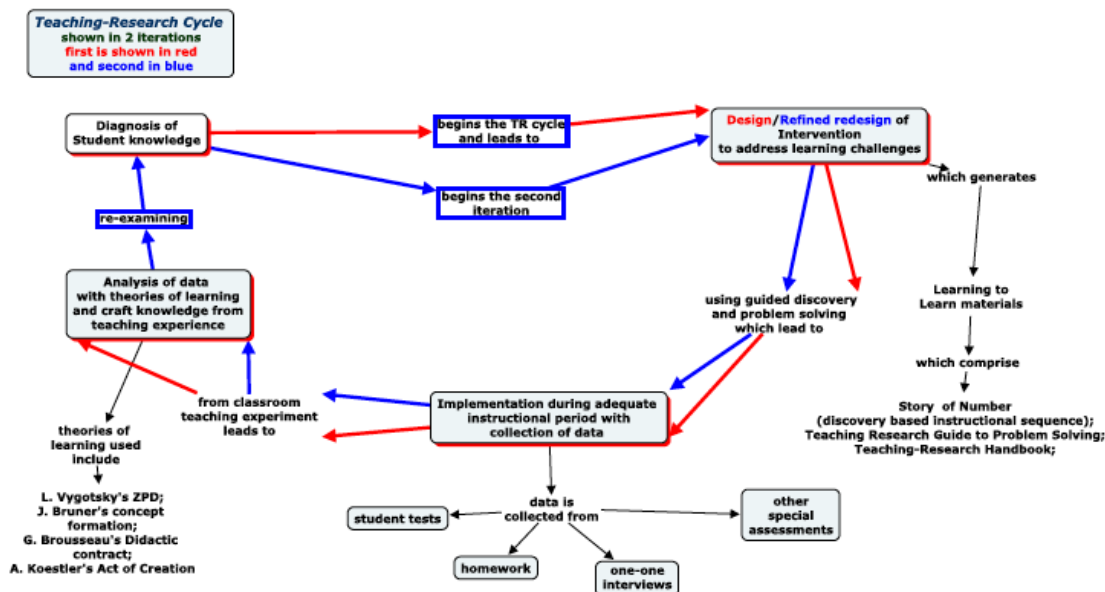 Teaching-Research Cycle
shown in 2 iterations
first is shown in red
and second in blue
Diagnosis of
Student knowledge
begins the TR cycle
and leads to
Design/Refined redesign of
Intervention
to address learning challenges
which generates
begins the second
iteration
re-examining
Analysis of data
with theories of learning
and craft knowledge from
teaching experience
using guided discovery
and problem solving
which lead to
Learning to
Learn materials
which comprise
from classroom
teaching experiment
leads to
Implementation during adequate
instructional period with
collection of data
Story of Number
(discovery based instructional sequence);
Teaching Research Guide to Problem Solving;
Teaching-Research Handbook;
theories of
learning used
include
L. Vygotsky's ZPD;
J. Bruner's concept
formation;
G. Brousseau's Didactic
contract;
A. Koestler's Act of Creation
data is
collected from
student tests
other
special
assessments
homework
one-one
interviews